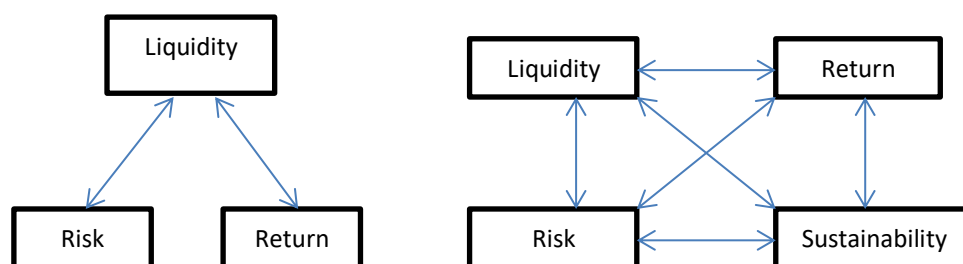 Liquidity
Risk
Return
Liquidity
Return
Risk
Sustainability